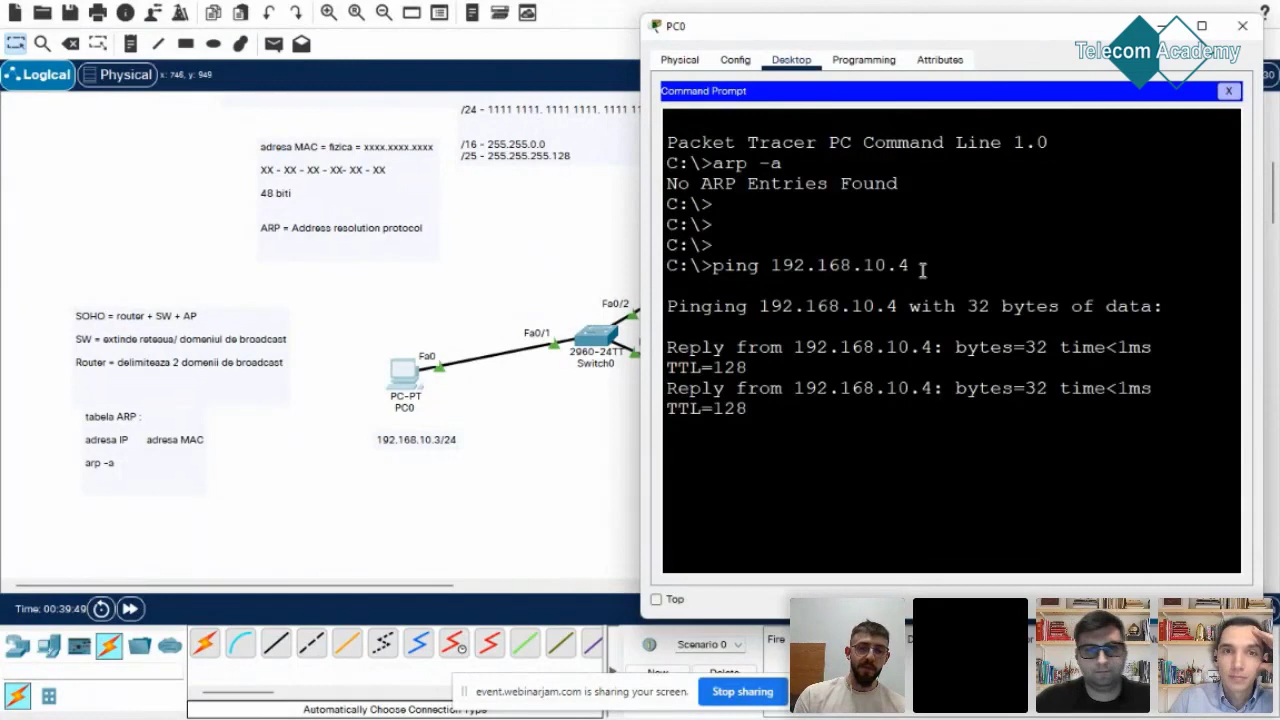 PC0
Telecom Academy
Logical
Physical
x: 746, y: 949
30
Physical
Config
Desktop
Programming
Attributes
Command Prompt
X
Packet Tracer PC Command Line 1.0
C:\>arp -a
No ARP Entries Found
C:\>
C:\>
C:\>
C:\>ping 192.168.10.4
Pinging 192.168.10.4 with 32 bytes of data:
Reply from 192.168.10.4: bytes=32 time<1ms
TTL=128
Reply from 192.168.10.4: bytes=32 time<1ms
TTL=128
Top
/24 - 1111 1111. 1111 1111. 1111 11
/16 - 255.255.0.0
/25 - 255.255.255.128
adresa MAC = fizica = xxxx.xxxx.xxxx
XX - XX - XX - XX- XX - XX
48 biti
ARP = Address resolution protocol
SOHO = router + SW + AP
SW = extinde reteaua/ domeniul de broadcast
Router = delimiteaza 2 domenii de broadcast
tabela ARP :
adresa IP adresa MAC
arp -a
Fa0/2
Fa0/1
2960-24TT
Switch0
Fa0
PC-PT
PC0
192.168.10.3/24
Time: 00:39:49
Scenario 0
Fire
New
Delete
event.webinarjam.com is sharing your screen.
Stop sharing
Automatically Choose Connection Type